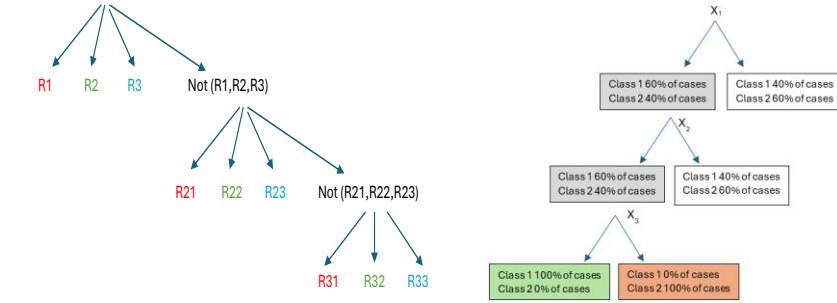 R1 R2 R3 Not (R1,R2,R3)
R21 R22 R23 Not (R21,R22,R23)
R31 R32 R33
X₁
Class 1 60% of cases
Class 2 40% of cases
Class 1 40% of cases
Class 2 60% of cases
X₂
Class 1 60% of cases
Class 2 40% of cases
Class 1 40% of cases
Class 2 60% of cases
X₃
Class 1 100% of cases
Class 2 0% of cases
Class 1 0% of cases
Class 2 100% of cases